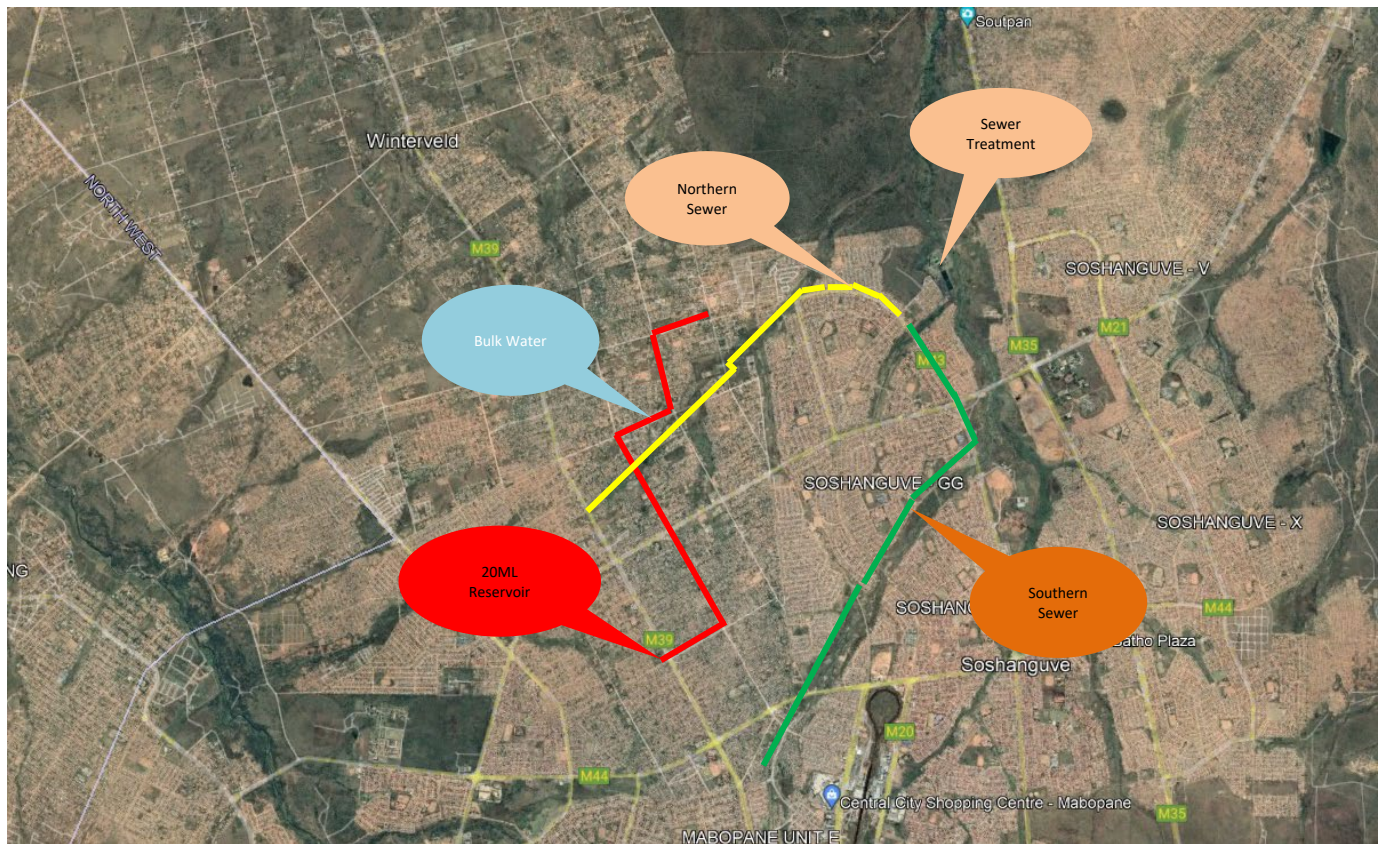 Soutpan
Sewer
Treatment
Winterveld
Northern
Sewer
NORTH WEST
M39
SOSHANGUVE - V
M21
Bulk Water
M35
SOSHANGUVE - GG
SOSHANGUVE - X
20ML
Reservoir
NG
Southern
Sewer
SOSHANG
M44
M39
Batho Plaza
Soshanguve
M20
M44
Central City Shopping Centre - Mabopane
M35
MABOPANE UNIT E